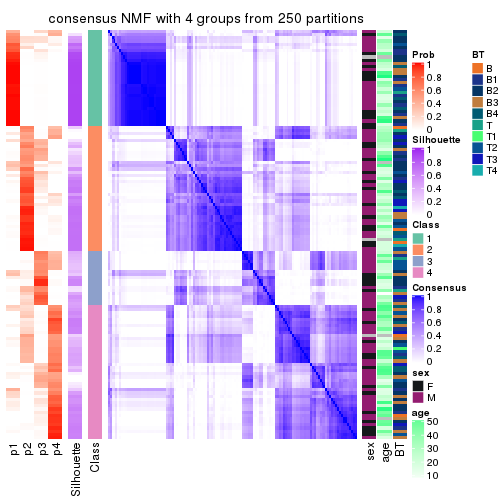 consensus NMF with 4 groups from 250 partitions
p1
p2
p3
p4
Silhouette
Class
sex
age
BT
Prob
1
0.8
0.6
0.4
0.2
0
Silhouette
1
0.8
0.6
0.4
0.2
0
Class
1
2
3
4
Consensus
1
0.8
0.6
0.4
0.2
0
sex
F
M
age
50
40
30
20
10
BT
B
B1
B2
B3
B4
T
T1
T2
T3
T4